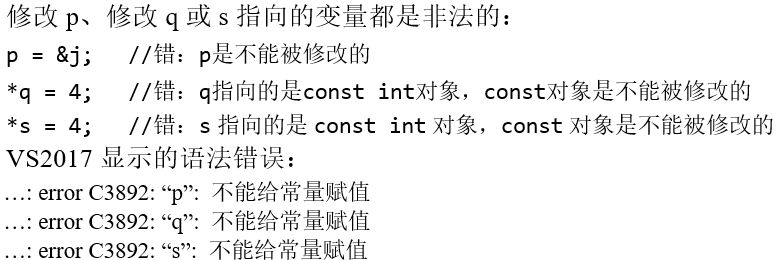 修改 p、修改 q 或 s 指向的变量都是非法的：
p = &j; //错：p是不能被修改的
*q = 4; //错：q指向的是const int对象，const对象是不能被修改的
*s = 4; //错：s 指向的是 const int 对象，const 对象是不能被修改的
VS2017 显示的语法错误：
…: error C3892: “p”: 不能给常量赋值
…: error C3892: “q”: 不能给常量赋值
…: error C3892: “s”: 不能给常量赋值